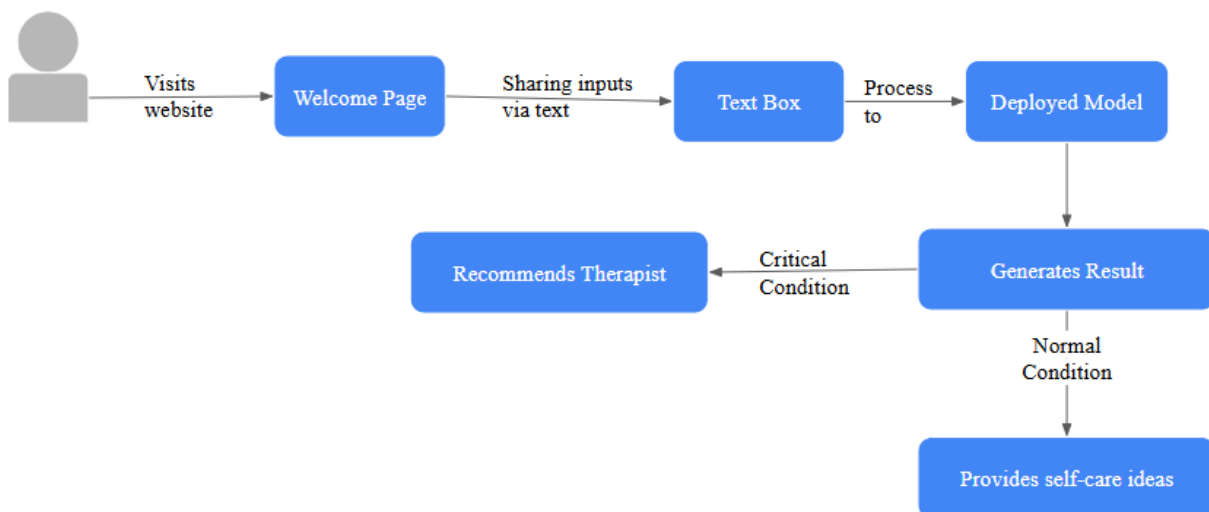 Visits
website
Welcome Page
Sharing inputs
via text
Text Box
Process
to
Deployed Model
Recommends Therapist
Critical
Condition
Generates Result
Normal
Condition
Provides self-care ideas